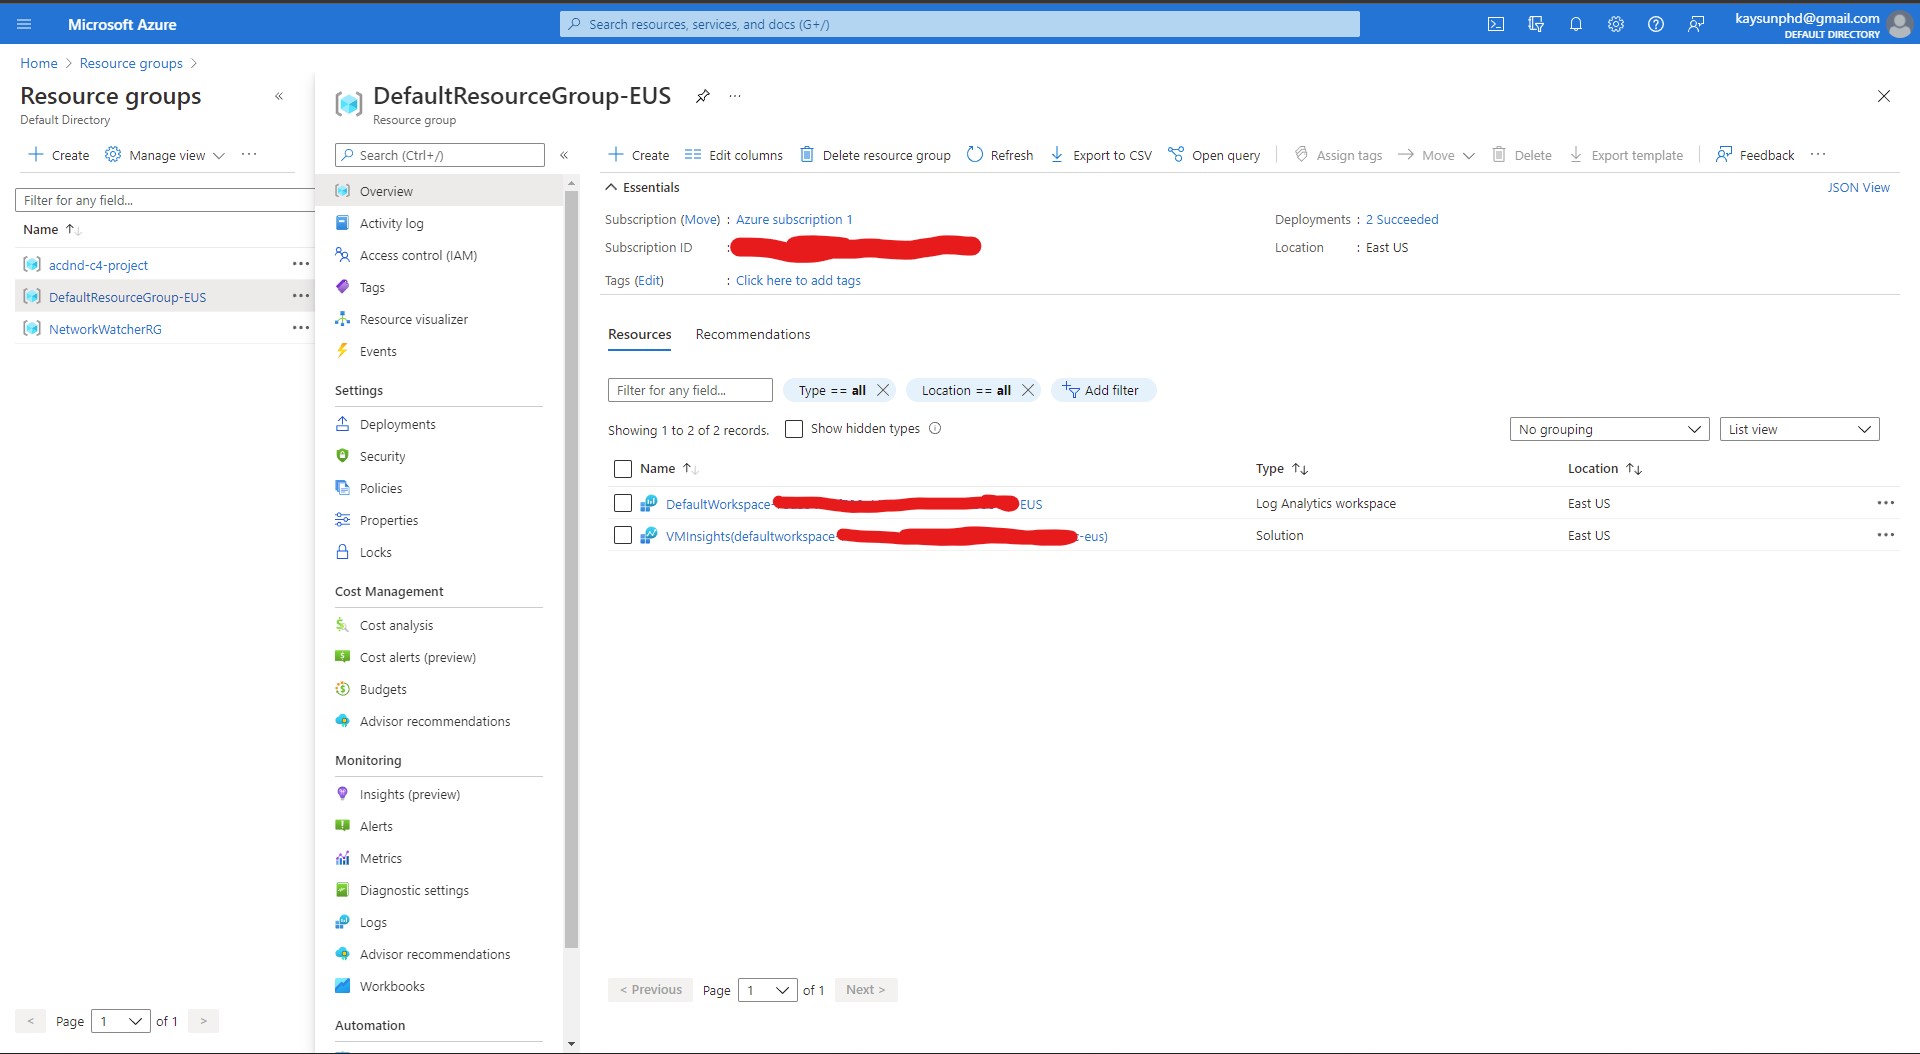 Microsoft Azure
Search resources, services, and docs (G+/)
kaysunphd@gmail.com
DEFAULT DIRECTORY
Home > Resource groups >
Resource groups
Default Directory
Create Manage view
Filter for any field...
Name
acdnd-c4-project
DefaultResourceGroup-EUS
NetworkWatcherRG
< Page 1 of 1 >
DefaultResourceGroup-EUS
Resource group
Search (Ctrl+/)
Overview
Activity log
Access control (IAM)
Tags
Resource visualizer
Events
Settings
Deployments
Security
Policies
Properties
Locks
Cost Management
Cost analysis
Cost alerts (preview)
Budgets
Advisor recommendations
Monitoring
Insights (preview)
Alerts
Metrics
Diagnostic settings
Logs
Advisor recommendations
Workbooks
Automation
Create Edit columns Delete resource group Refresh Export to CSV Open query Assign tags Move Delete Export template Feedback
Essentials JSON View
Subscription (Move) : Azure subscription 1 Deployments : 2 Succeeded
Subscription ID : Location : East US
Tags (Edit) : Click here to add tags
Resources Recommendations
Filter for any field... Type == all Location == all Add filter
Showing 1 to 2 of 2 records. Show hidden types No grouping List view
Name Type Location
DefaultWorkspace- EUS Log Analytics workspace East US
VMInsights(defaultworkspace- -eus) Solution East US
< Previous Page 1 of 1 Next >